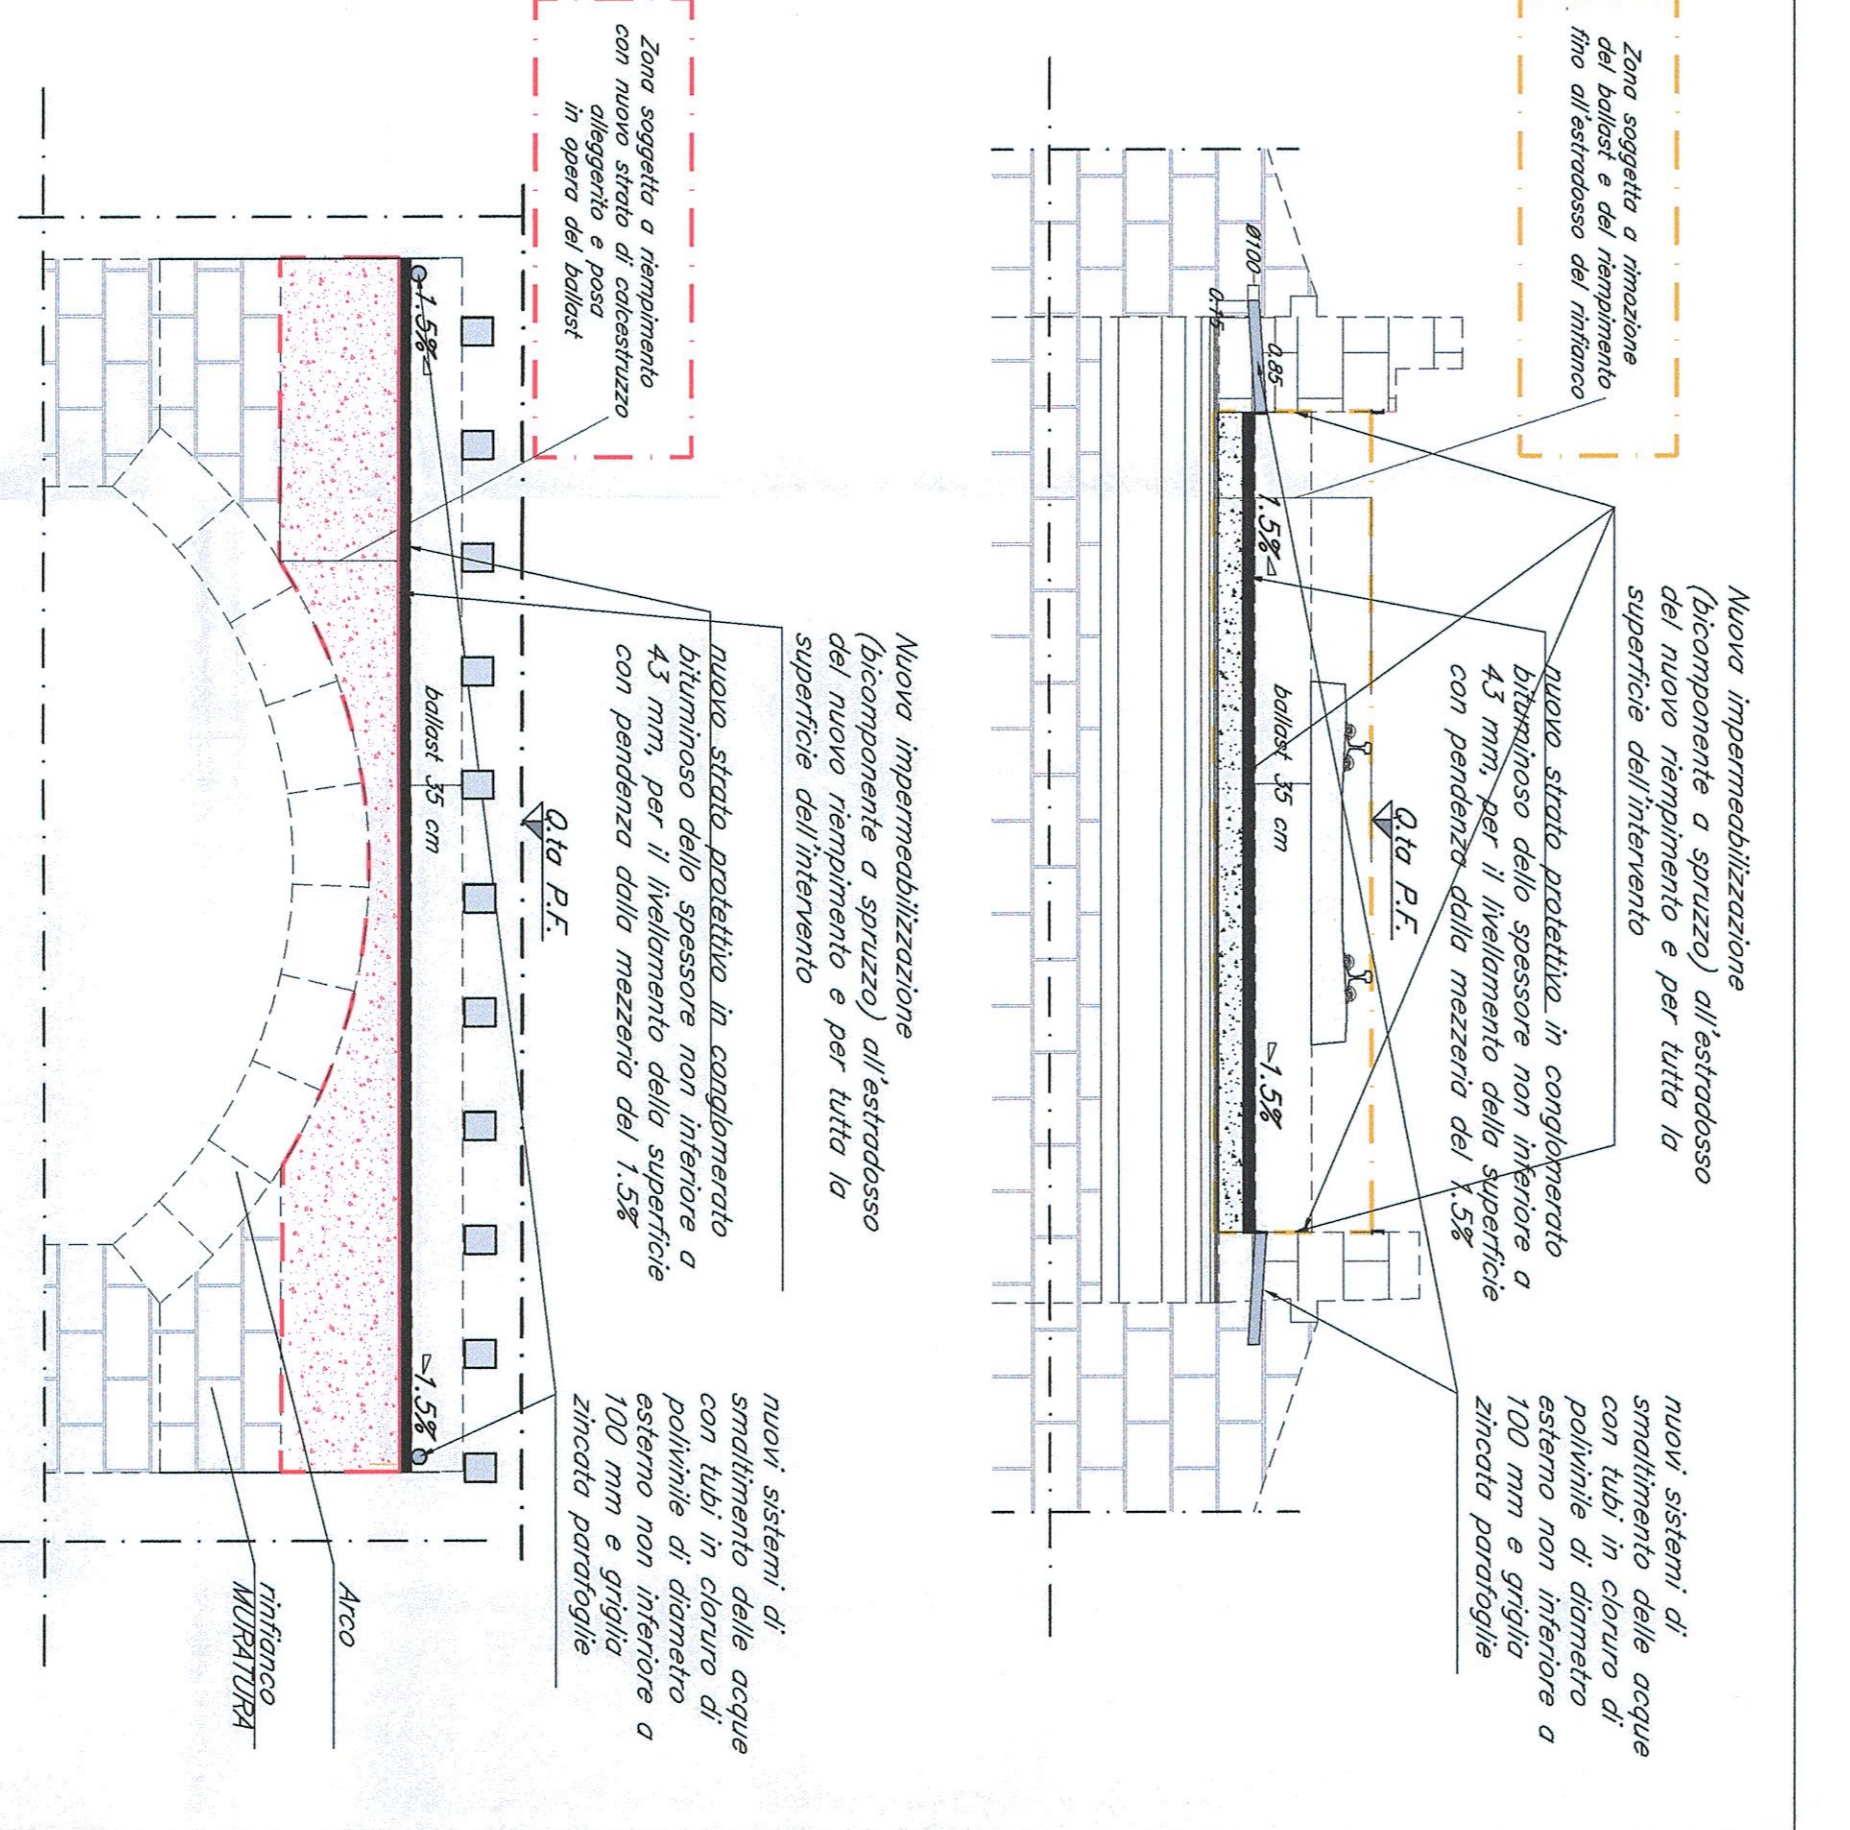 Zona soggetta a rimozione
del ballast e del riempimento
fino all'estradosso del rinfianco
Nuova impermeabilizzazione
(bicomponente a spruzzo) all'estradosso
del nuovo riempimento e per tutta la
superficie dell'intervento
nuovo strato protettivo in conglomerato
bituminoso dello spessore non inferiore a
43 mm, per il livellamento della superficie
con pendenza dalla mezzeria del 1.5%
nuovi sistemi di
smaltimento delle acque
con tubi in cloruro di
polivinile di diametro
esterno non inferiore a
100 mm e griglia
zincata parafoglie
Q.ta P.F.
Ø100
0.85
0.15
1.5%
ballast 35 cm
1.5%
Zona soggetta a riempimento
con nuovo strato di calcestruzzo
alleggerito e posa
in opera del ballast
Nuova impermeabilizzazione
(bicomponente a spruzzo) all'estradosso
del nuovo riempimento e per tutta la
superficie dell'intervento
nuovo strato protettivo in conglomerato
bituminoso dello spessore non inferiore a
43 mm, per il livellamento della superficie
con pendenza dalla mezzeria del 1.5%
nuovi sistemi di
smaltimento delle acque
con tubi in cloruro di
polivinile di diametro
esterno non inferiore a
100 mm e griglia
zincata parafoglie
Q.ta P.F.
1.5%
ballast 35 cm
1.5%
Arco
rinfianco
MURATURA